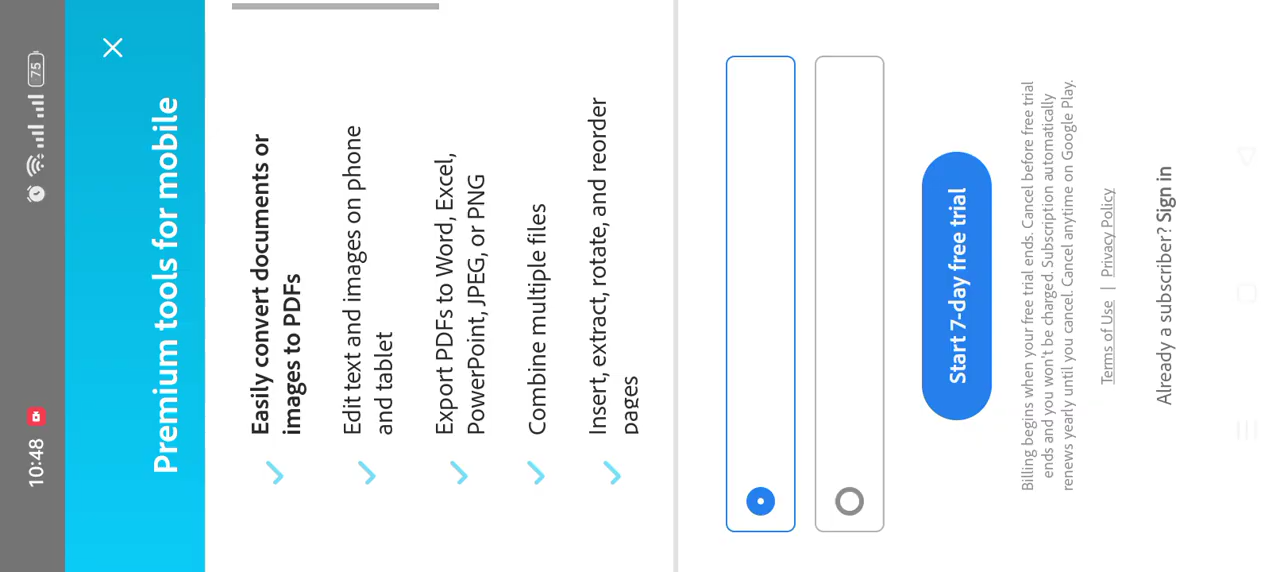 10:48
75
Premium tools for mobile
Easily convert documents or
images to PDFs
Edit text and images on phone
and tablet
Export PDFs to Word, Excel,
PowerPoint, JPEG, or PNG
Combine multiple files
Insert, extract, rotate, and reorder
pages
Start 7-day free trial
Billing begins when your free trial ends. Cancel before free trial
ends and you won't be charged. Subscription automatically
renews yearly until you cancel. Cancel anytime on Google Play.
Terms of Use | Privacy Policy
Already a subscriber? Sign in